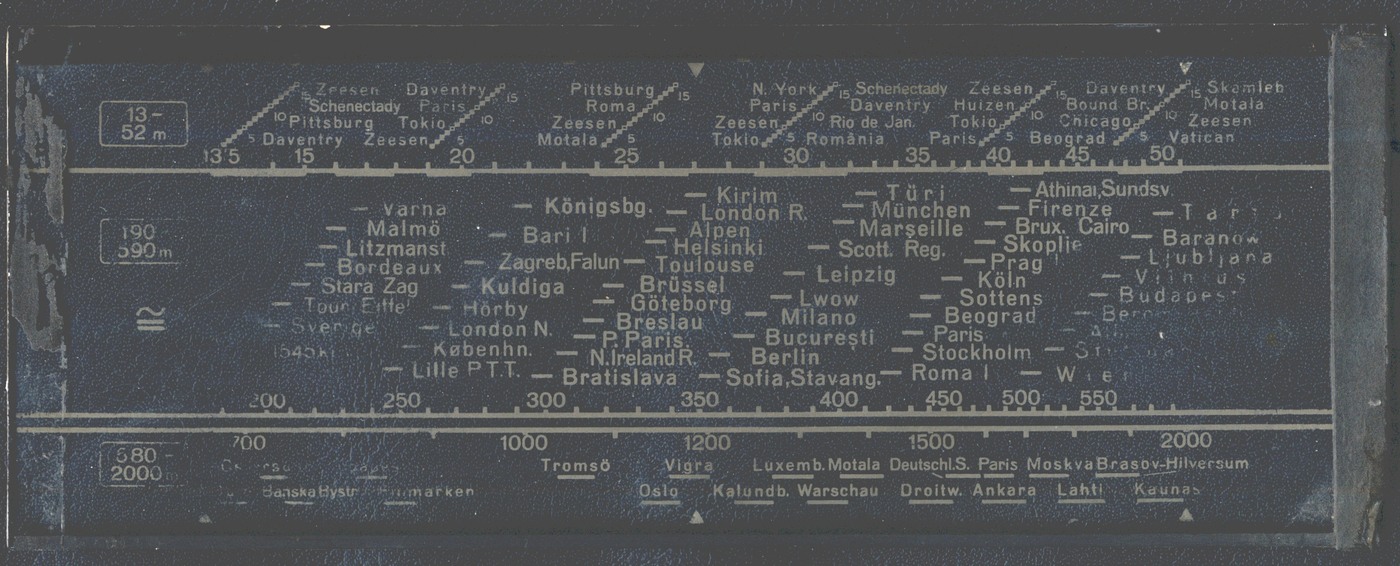 Zeesen Daventry Pittsburg N. York Schenectady Zeesen Daventry Skamleb
13- Schenectady Paris Roma Paris Daventry Huizen Bound Br. Motala
52 m Pittsburg Tokio Zeesen Zeesen Rio de Jan. Tokio Chicago Zeesen
Daventry Zeesen Motala Tokio România Paris Beograd Vatican
13'5 15 20 25 30 35 40 45 50
190
590 m
Varna
Malmö
Litzmanst
Bordeaux
Stara Zag
Tour Eiffel
Sverige
Königsbg.
Bari I
Zagreb,Falun
Kuldiga
Hörby
London N.
Københn.
Lille P.T.T.
Kirim
London R.
Alpen
Helsinki
Toulouse
Brüssel
Göteborg
Breslau
P. Paris.
N.Ireland R
Bratislava
Türi
München
Marseille
Scott. Reg.
Leipzig
Lwow
Milano
Bucureşti
Berlin
Sofia,Stavang.
Athinai,Sundsv.
Firenze
Brux. Cairo
Skoplie
Prag I
Köln
Sottens
Beograd
Paris
Stockholm
Roma I
Baranow
Ljubljana
Vilnius
Budapest
Wien
200 250 300 350 400 450 500 550
700 1000 1200 1500 2000
680-
2000 m
Tromsö Vigra Luxemb. Motala Deutschl.S. Paris Moskva Brasov-Hilversum
Banska Bystr Finmarken Oslo Kalundb. Warschau Droitw. Ankara Lahti Kaunas